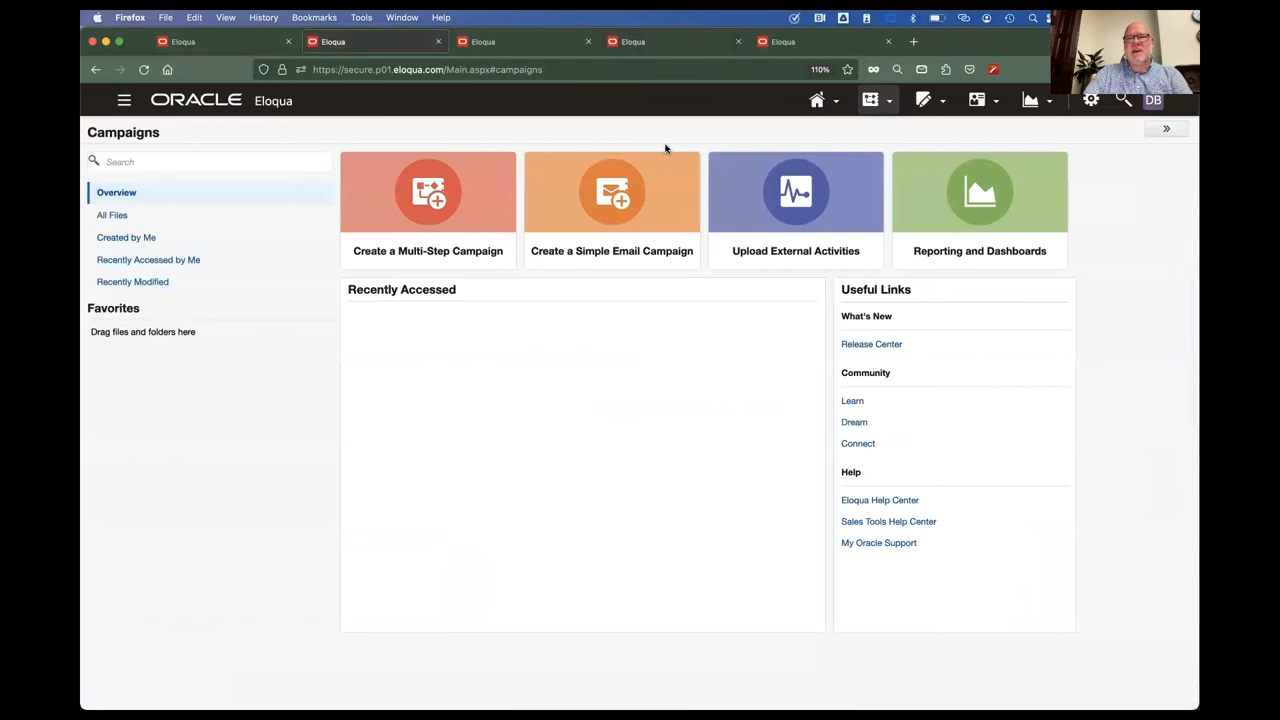 Firefox File Edit View History Bookmarks Tools Window Help
Eloqua Eloqua Eloqua Eloqua Eloqua
https://secure.p01.eloqua.com/Main.aspx#campaigns 110%
ORACLE Eloqua DB
Campaigns
Search
Overview
All Files
Created by Me
Recently Accessed by Me
Recently Modified
Favorites
Drag files and folders here
Create a Multi-Step Campaign
Create a Simple Email Campaign
Upload External Activities
Reporting and Dashboards
Recently Accessed
Useful Links
What's New
Release Center
Community
Learn
Dream
Connect
Help
Eloqua Help Center
Sales Tools Help Center
My Oracle Support